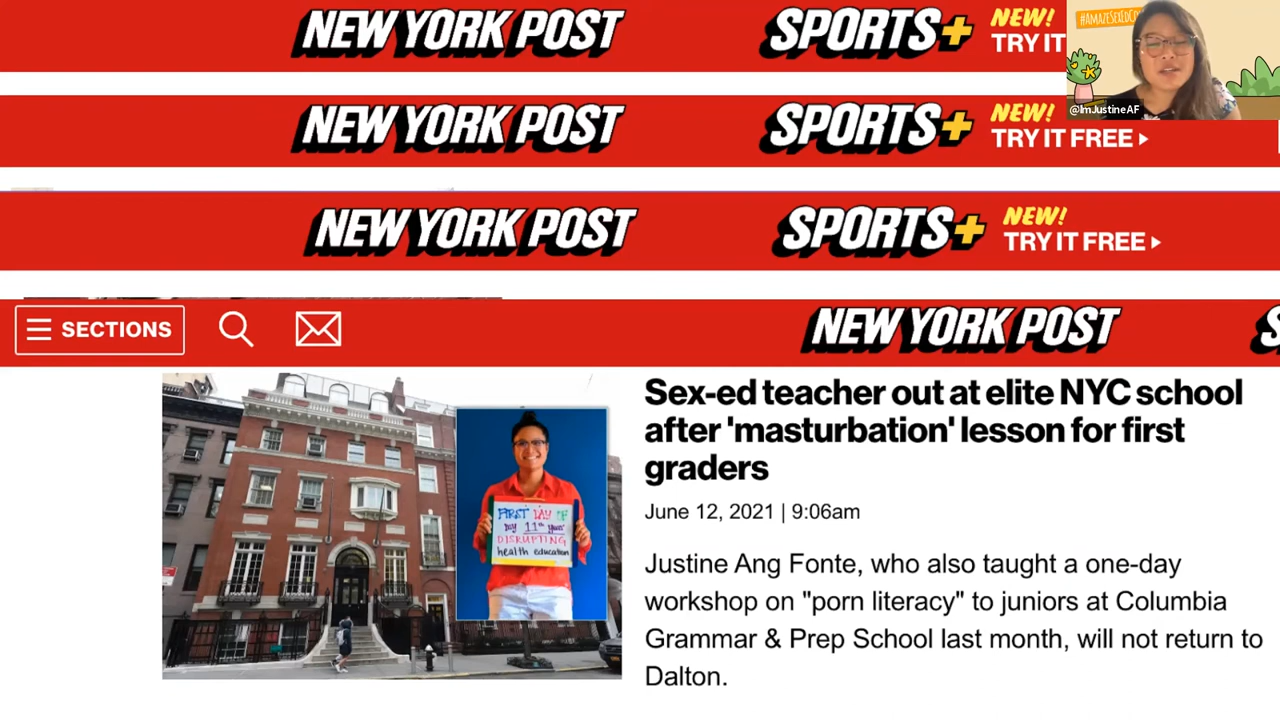 NEW YORK POST SPORTS+ NEW!
TRY IT
#AMAZESEXED
@ImJustineAF
NEW YORK POST SPORTS+ NEW!
TRY IT FREE
NEW YORK POST SPORTS+ NEW!
TRY IT FREE
SECTIONS NEW YORK POST S
Sex-ed teacher out at elite NYC school
after 'masturbation' lesson for first
graders
June 12, 2021 | 9:06am
Justine Ang Fonte, who also taught a one-day
workshop on "porn literacy" to juniors at Columbia
Grammar & Prep School last month, will not return to
Dalton.
FIRST DAY OF
my 11th year
DISRUPTING
health education